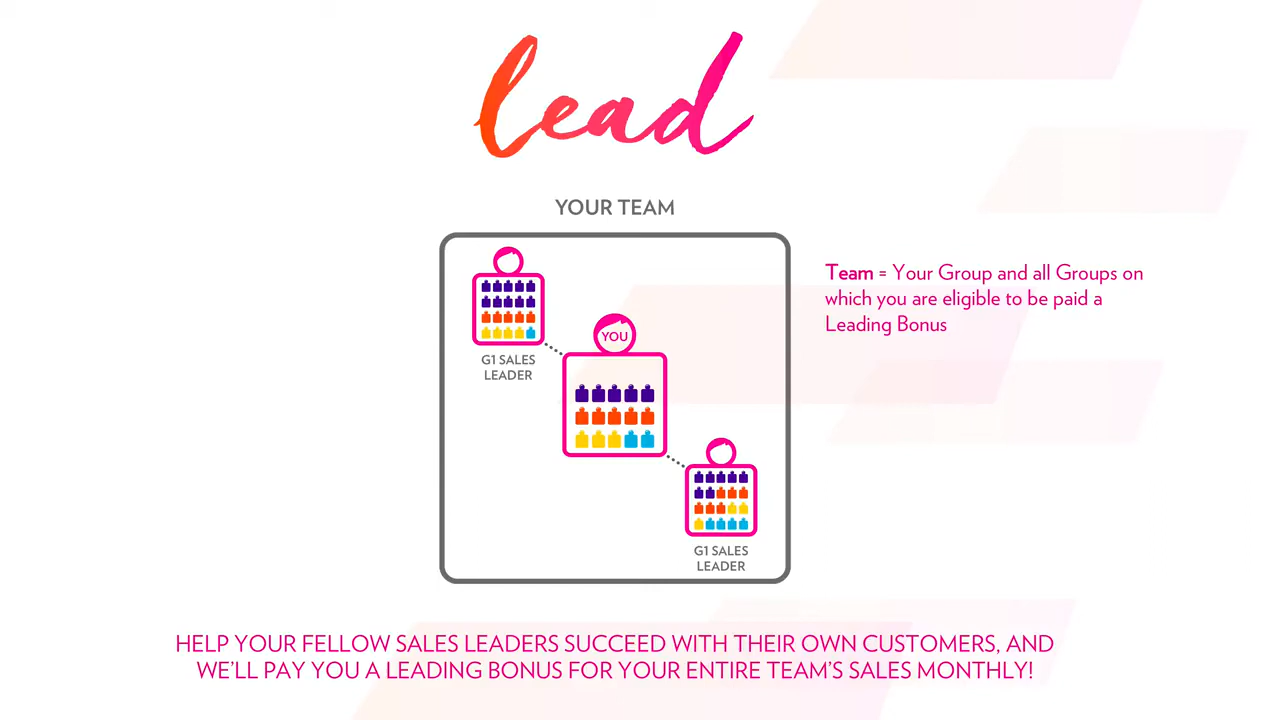 lead
YOUR TEAM
Team = Your Group and all Groups on
which you are eligible to be paid a
Leading Bonus
YOU
G1 SALES
LEADER
G1 SALES
LEADER
HELP YOUR FELLOW SALES LEADERS SUCCEED WITH THEIR OWN CUSTOMERS, AND
WE'LL PAY YOU A LEADING BONUS FOR YOUR ENTIRE TEAM'S SALES MONTHLY!